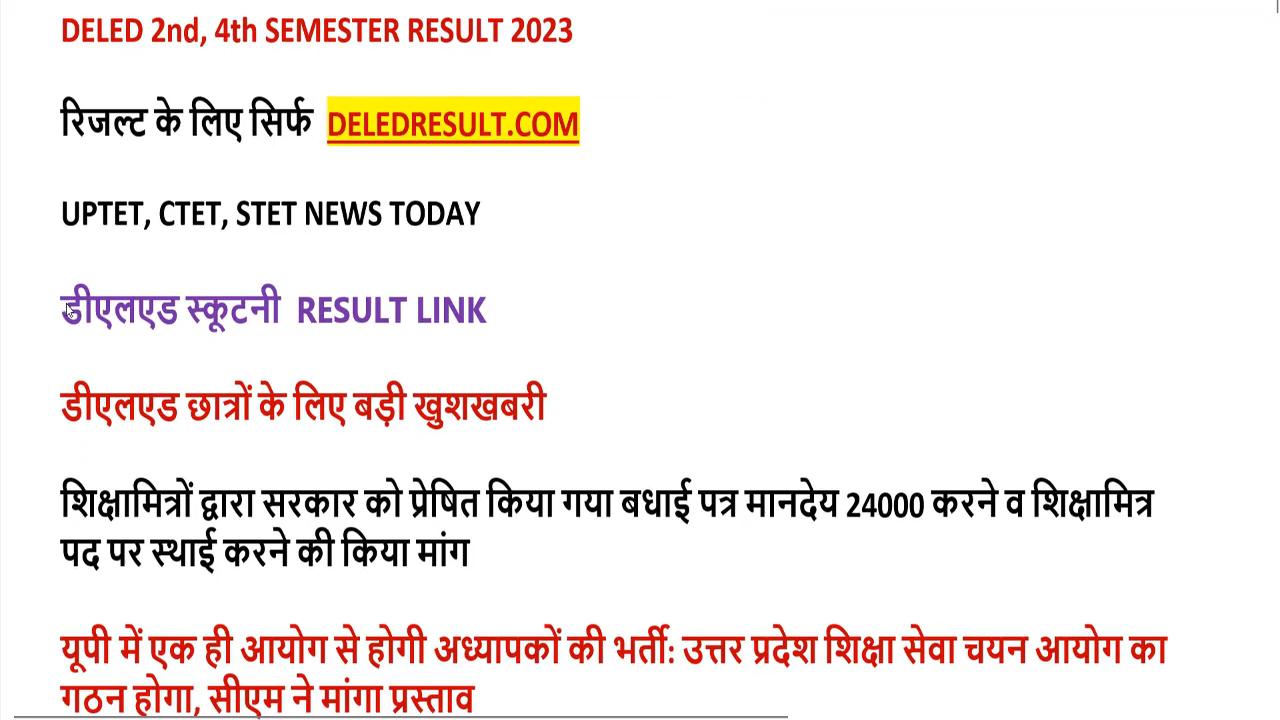 DELED 2nd, 4th SEMESTER RESULT 2023
रिजल्ट के लिए सिर्फ DELEDRESULT.COM
UPTET, CTET, STET NEWS TODAY
डीएलएड स्कूटनी RESULT LINK
डीएलएड छात्रों के लिए बड़ी खुशखबरी
शिक्षामित्रों द्वारा सरकार को प्रेषित किया गया बधाई पत्र मानदेय 24000 करने व शिक्षामित्र
पद पर स्थाई करने की किया मांग
यूपी में एक ही आयोग से होगी अध्यापकों की भर्ती: उत्तर प्रदेश शिक्षा सेवा चयन आयोग का
गठन होगा, सीएम ने मांगा प्रस्ताव